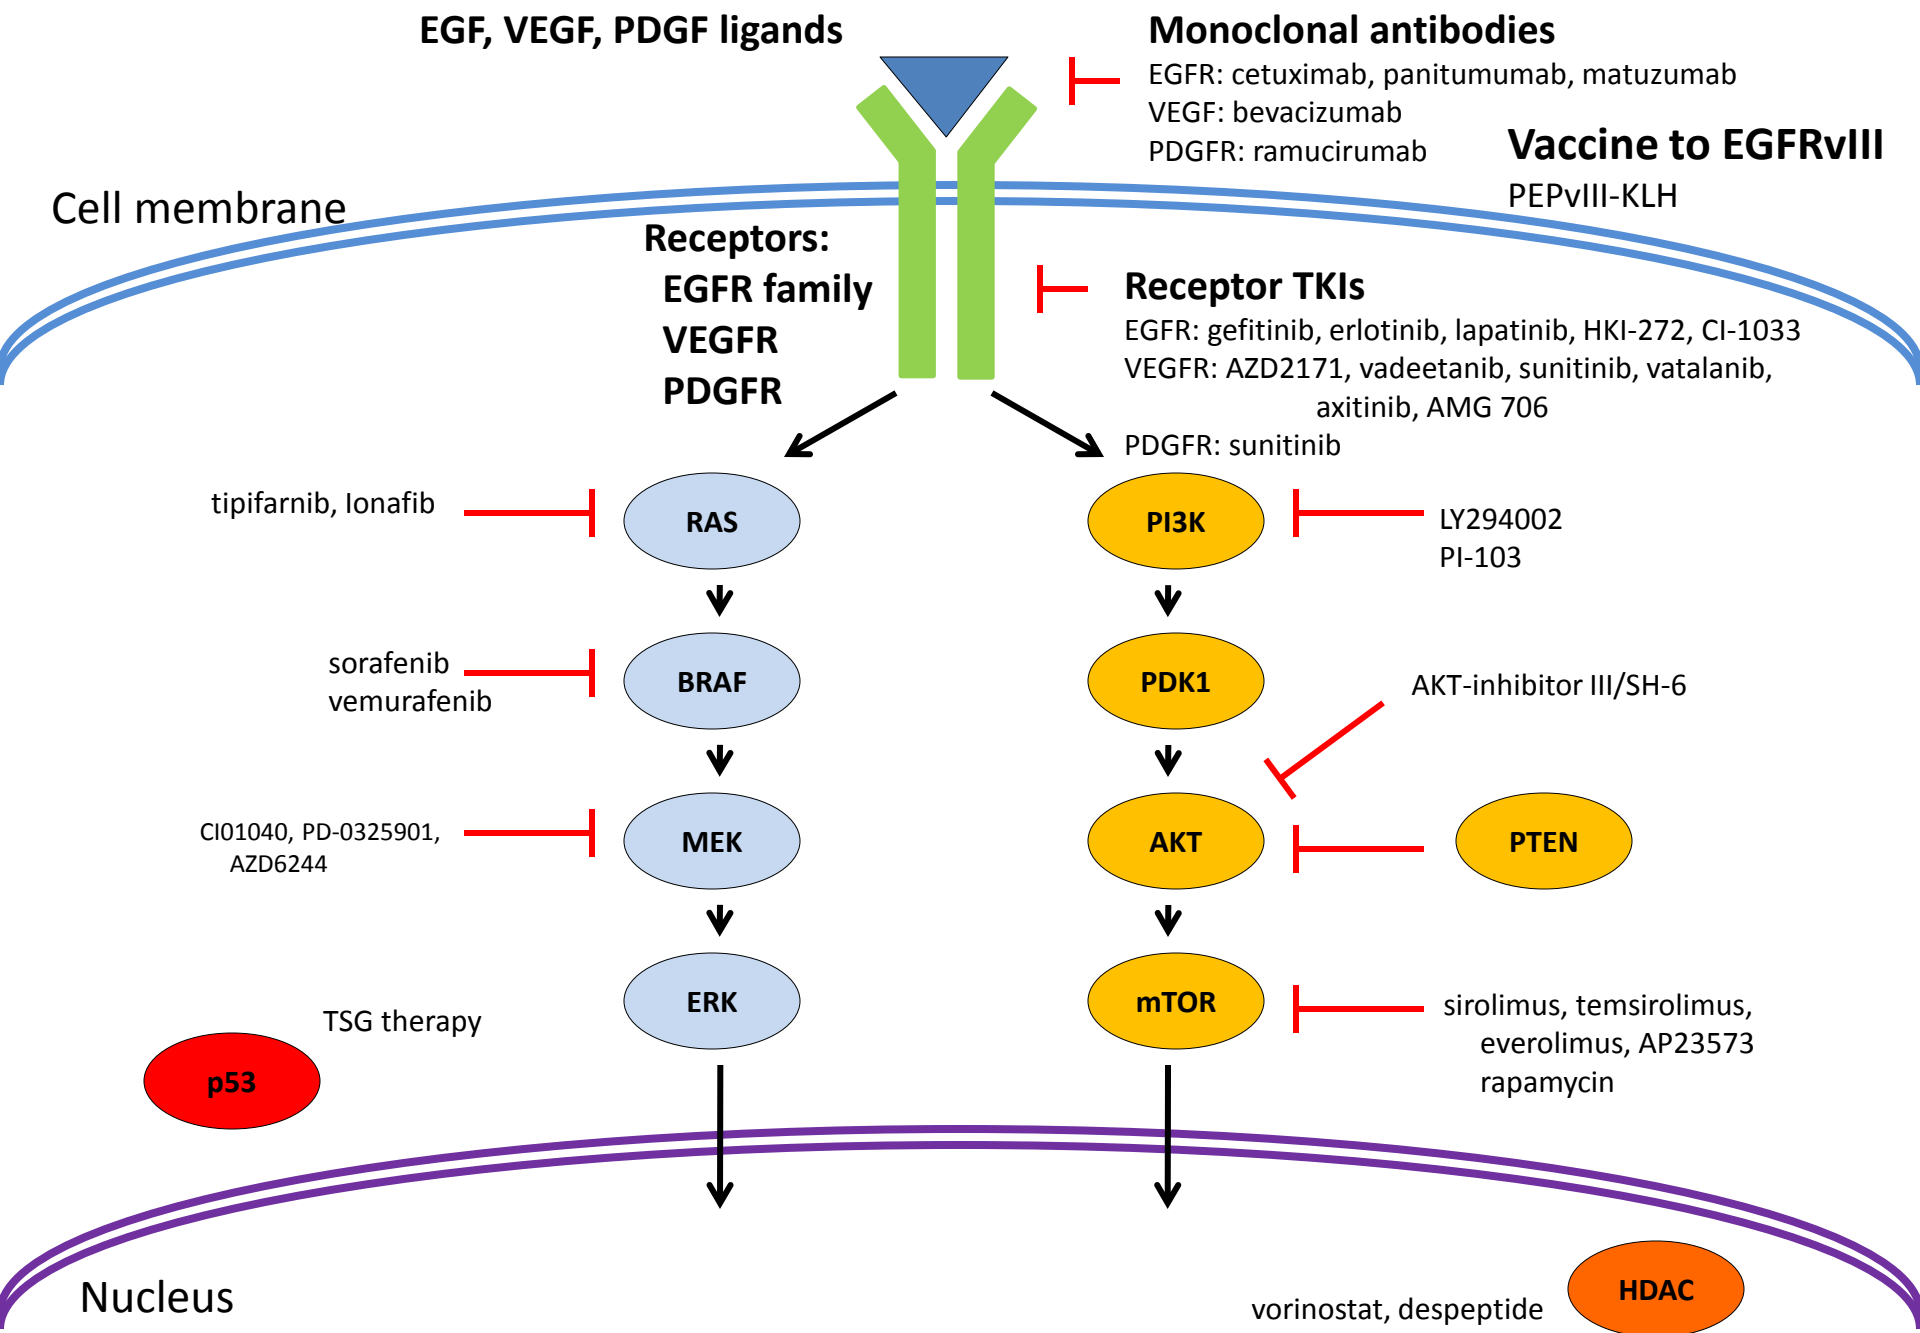 EGF, VEGF, PDGF ligands
Monoclonal antibodies
EGFR: cetuximab, panitumumab, matuzumab
VEGF: bevacizumab
PDGFR: ramucirumab
Vaccine to EGFRvIII
PEPvIII-KLH
Cell membrane
Receptors:
EGFR family
VEGFR
PDGFR
Receptor TKIs
EGFR: gefitinib, erlotinib, lapatinib, HKI-272, CI-1033
VEGFR: AZD2171, vadeetanib, sunitinib, vatalanib,
axitinib, AMG 706
PDGFR: sunitinib
tipifarnib, Ionafib
RAS
PI3K
LY294002
PI-103
sorafenib
vemurafenib
BRAF
PDK1
AKT-inhibitor III/SH-6
CI01040, PD-0325901,
AZD6244
MEK
AKT
PTEN
TSG therapy
p53
ERK
mTOR
sirolimus, temsirolimus,
everolimus, AP23573
rapamycin
Nucleus
vorinostat, despeptide
HDAC